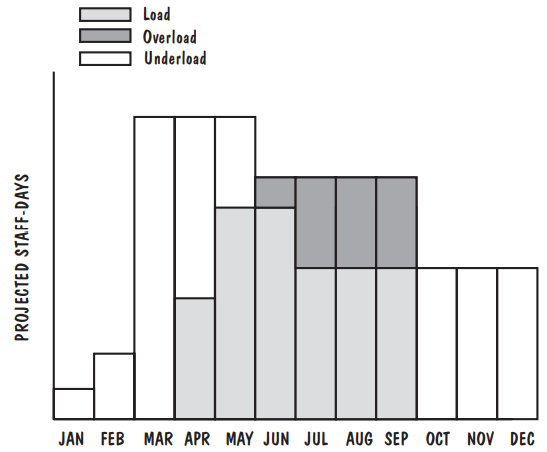 Load
Overload
Underload
PROJECTED STAFF-DAYS
JAN FEB MAR APR MAY JUN JUL AUG SEP OCT NOV DEC